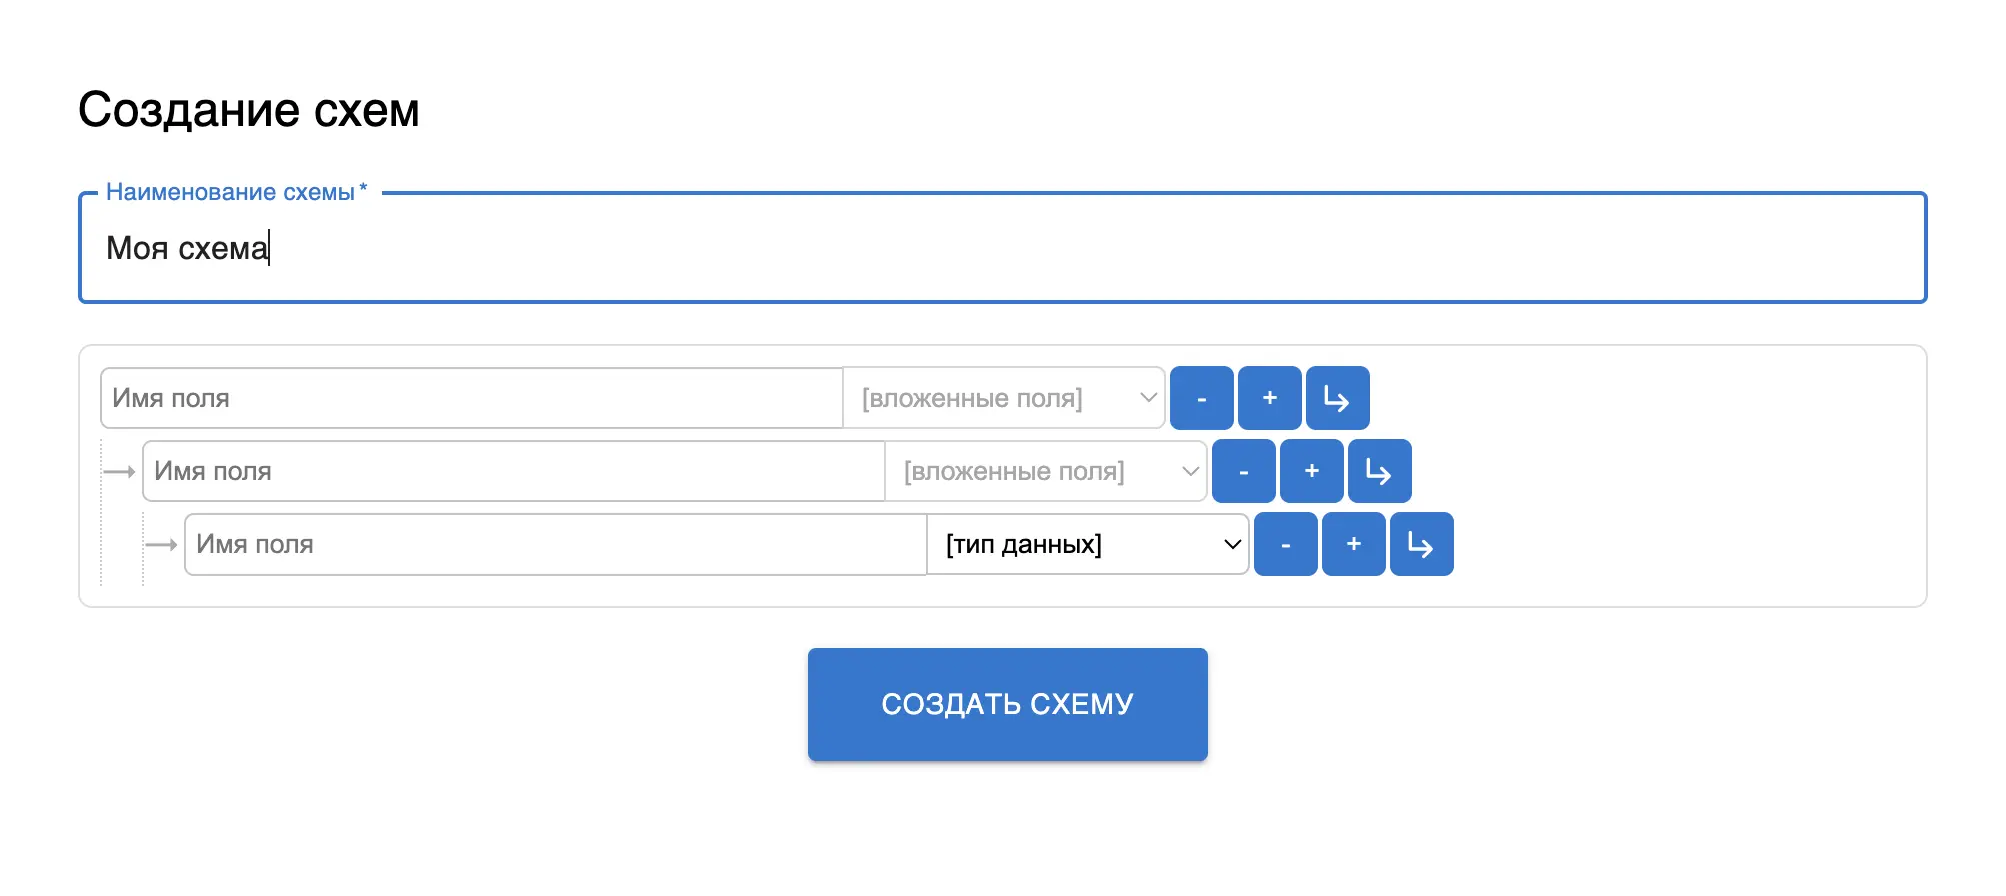 Создание схем
Наименование схемы *
Моя схема
Имя поля [вложенные поля] - +
Имя поля [вложенные поля] - +
Имя поля [тип данных] - +
СОЗДАТЬ СХЕМУ